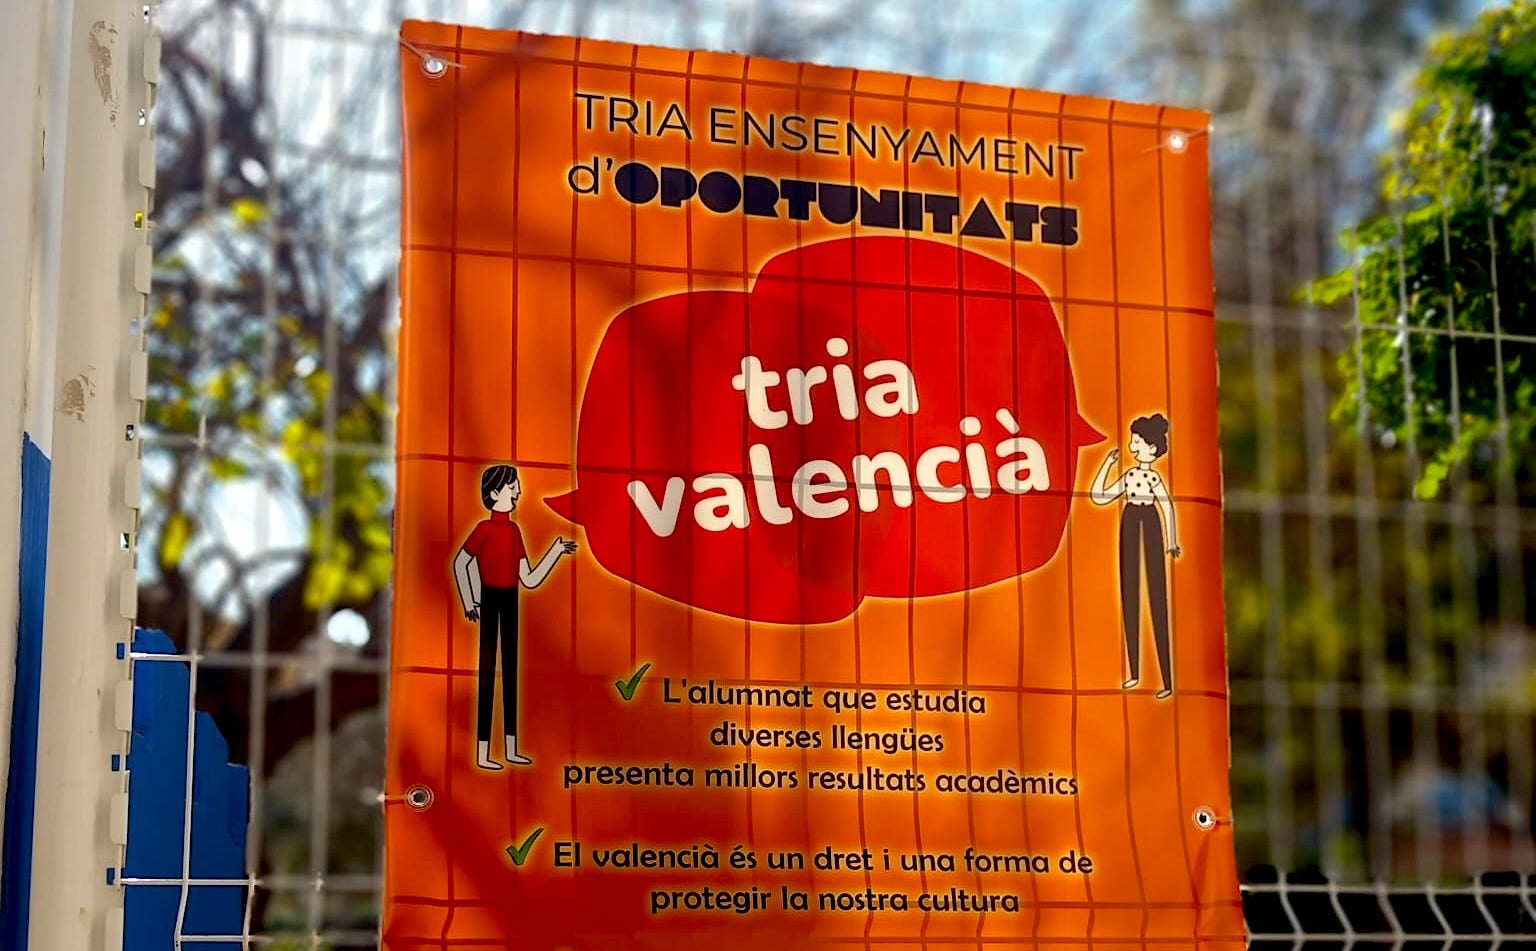 TRIA ENSENYAMENT
d'OPORTUNITATS
tria
valencià
L'alumnat que estudia
diverses llengües
presenta millors resultats acadèmics
El valencià és un dret i una forma de
protegir la nostra cultura